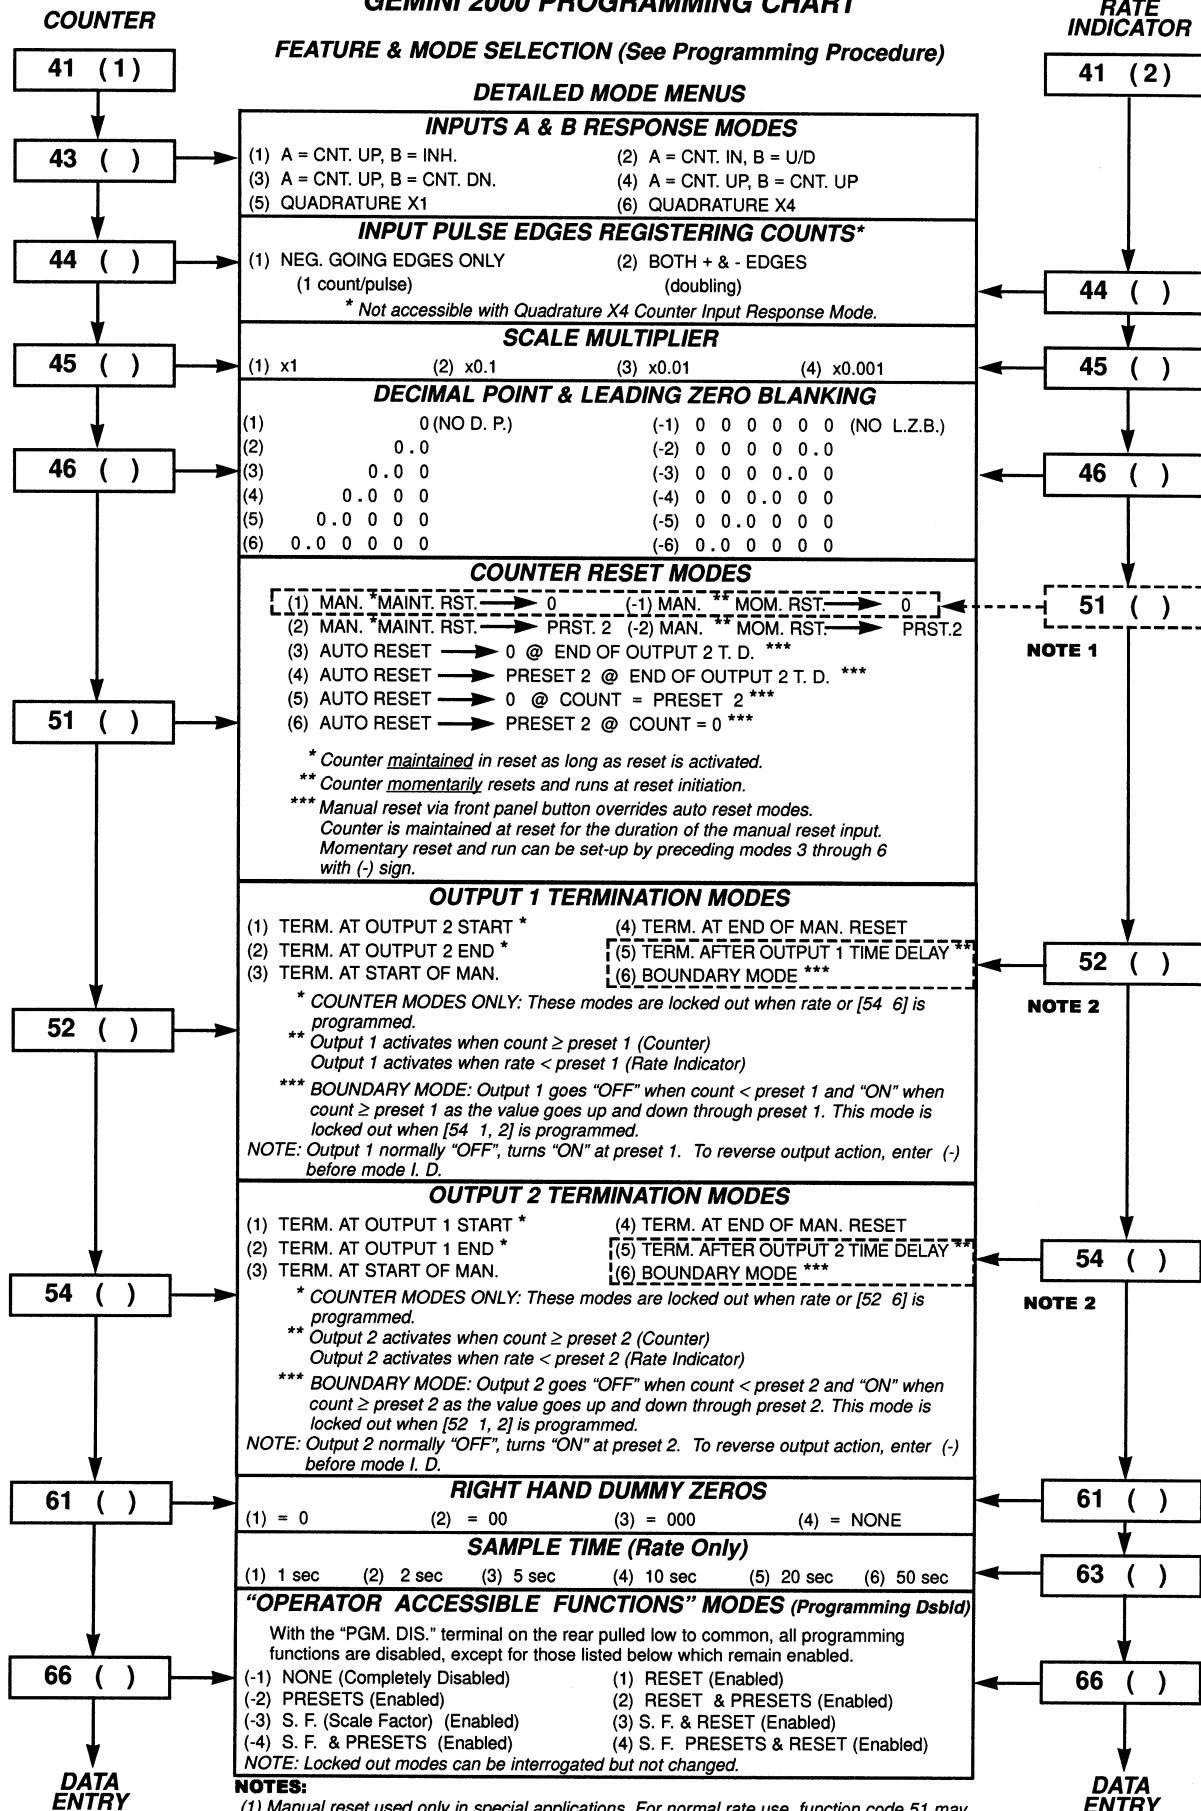 GEMINI 2000 PROGRAMMING CHART
COUNTER
RATE
INDICATOR
FEATURE & MODE SELECTION (See Programming Procedure)
41 (1)
41 (2)
DETAILED MODE MENUS
INPUTS A & B RESPONSE MODES
43 ( )
(1) A = CNT. UP, B = INH. (2) A = CNT. IN, B = U/D
(3) A = CNT. UP, B = CNT. DN. (4) A = CNT. UP, B = CNT. UP
(5) QUADRATURE X1 (6) QUADRATURE X4
INPUT PULSE EDGES REGISTERING COUNTS*
44 ( )
(1) NEG. GOING EDGES ONLY (2) BOTH + & - EDGES
(1 count/pulse) (doubling)
44 ( )
* Not accessible with Quadrature X4 Counter Input Response Mode.
SCALE MULTIPLIER
45 ( )
(1) x1 (2) x0.1 (3) x0.01 (4) x0.001
45 ( )
DECIMAL POINT & LEADING ZERO BLANKING
(1) 0 (NO D. P.) (-1) 0 0 0 0 0 0 (NO L.Z.B.)
(2) 0.0 (-2) 0 0 0 0 0.0
46 ( )
(3) 0.0 0 (-3) 0 0 0 0.0 0
46 ( )
(4) 0.0 0 0 (-4) 0 0 0.0 0 0
(5) 0.0 0 0 0 (-5) 0 0.0 0 0 0
(6) 0.0 0 0 0 0 (-6) 0.0 0 0 0 0
COUNTER RESET MODES
(1) MAN. *MAINT. RST. 0 (-1) MAN. ** MOM. RST. 0
51 ( )
(2) MAN. *MAINT. RST. PRST. 2 (-2) MAN. ** MOM. RST. PRST.2
NOTE 1
(3) AUTO RESET 0 @ END OF OUTPUT 2 T. D. ***
(4) AUTO RESET PRESET 2 @ END OF OUTPUT 2 T. D. ***
(5) AUTO RESET 0 @ COUNT = PRESET 2 ***
51 ( )
(6) AUTO RESET PRESET 2 @ COUNT = 0 ***
* Counter maintained in reset as long as reset is activated.
** Counter momentarily resets and runs at reset initiation.
*** Manual reset via front panel button overrides auto reset modes.
Counter is maintained at reset for the duration of the manual reset input.
Momentary reset and run can be set-up by preceding modes 3 through 6
with (-) sign.
OUTPUT 1 TERMINATION MODES
(1) TERM. AT OUTPUT 2 START * (4) TERM. AT END OF MAN. RESET
(2) TERM. AT OUTPUT 2 END * (5) TERM. AFTER OUTPUT 1 TIME DELAY **
52 ( )
(3) TERM. AT START OF MAN. (6) BOUNDARY MODE ***
NOTE 2
* COUNTER MODES ONLY: These modes are locked out when rate or [54 6] is
programmed.
52 ( )
** Output 1 activates when count ≥ preset 1 (Counter)
Output 1 activates when rate < preset 1 (Rate Indicator)
*** BOUNDARY MODE: Output 1 goes “OFF” when count < preset 1 and “ON” when
count ≥ preset 1 as the value goes up and down through preset 1. This mode is
locked out when [54 1, 2] is programmed.
NOTE: Output 1 normally “OFF”, turns “ON” at preset 1. To reverse output action, enter (-)
before mode I. D.
OUTPUT 2 TERMINATION MODES
(1) TERM. AT OUTPUT 1 START * (4) TERM. AT END OF MAN. RESET
(2) TERM. AT OUTPUT 1 END * (5) TERM. AFTER OUTPUT 2 TIME DELAY **
54 ( )
(3) TERM. AT START OF MAN. (6) BOUNDARY MODE ***
54 ( )
NOTE 2
* COUNTER MODES ONLY: These modes are locked out when rate or [52 6] is
programmed.
** Output 2 activates when count ≥ preset 2 (Counter)
Output 2 activates when rate < preset 2 (Rate Indicator)
*** BOUNDARY MODE: Output 2 goes “OFF” when count < preset 2 and “ON” when
count ≥ preset 2 as the value goes up and down through preset 2. This mode is
locked out when [52 1, 2] is programmed.
NOTE: Output 2 normally “OFF”, turns “ON” at preset 2. To reverse output action, enter (-)
before mode I. D.
RIGHT HAND DUMMY ZEROS
61 ( )
61 ( )
(1) = 0 (2) = 00 (3) = 000 (4) = NONE
SAMPLE TIME (Rate Only)
(1) 1 sec (2) 2 sec (3) 5 sec (4) 10 sec (5) 20 sec (6) 50 sec
63 ( )
“OPERATOR ACCESSIBLE FUNCTIONS” MODES (Programming Dsbld)
With the “PGM. DIS.” terminal on the rear pulled low to common, all programming
functions are disabled, except for those listed below which remain enabled.
66 ( )
(-1) NONE (Completely Disabled) (1) RESET (Enabled)
66 ( )
(-2) PRESETS (Enabled) (2) RESET & PRESETS (Enabled)
(-3) S. F. (Scale Factor) (Enabled) (3) S. F. & RESET (Enabled)
(-4) S. F. & PRESETS (Enabled) (4) S. F. PRESETS & RESET (Enabled)
NOTE: Locked out modes can be interrogated but not changed.
DATA
ENTRY
DATA
ENTRY
NOTES:
(1) Manual reset used only in special applications. For normal rate use, function code 51 may